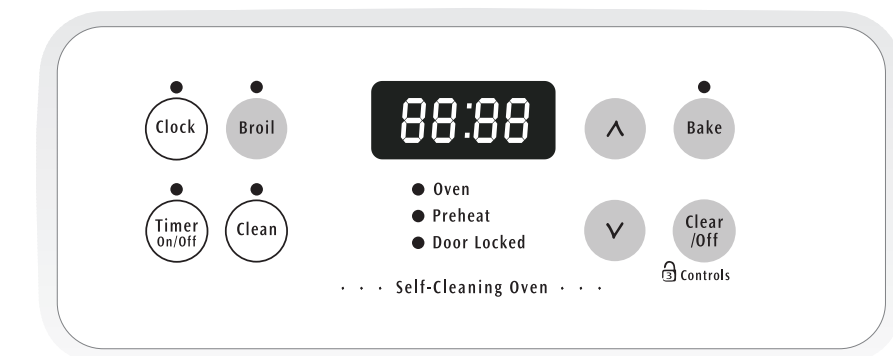 Clock
Broil
88:88
∧
Bake
Timer
On/Off
Clean
Oven
Preheat
Door Locked
∨
Clear
/Off
3 Controls
· · · Self-Cleaning Oven · · ·